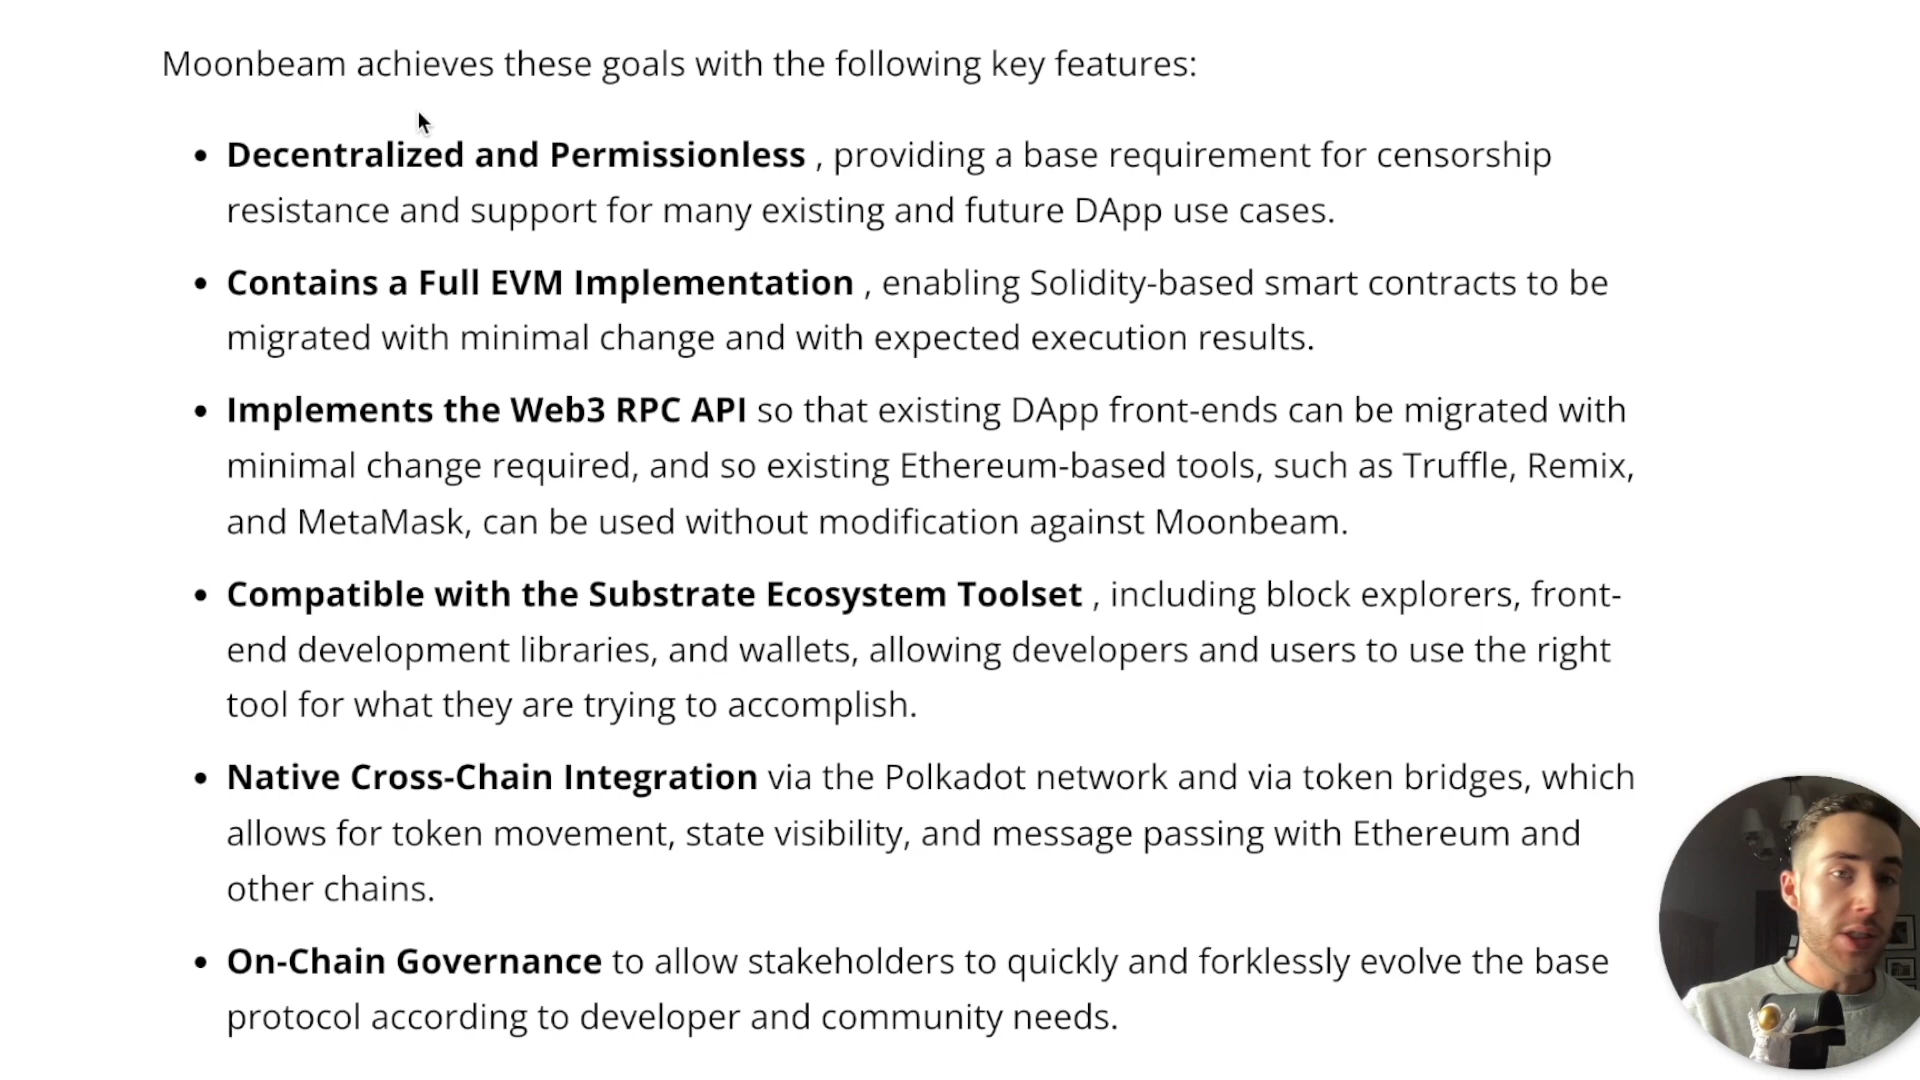 Moonbeam achieves these goals with the following key features:
• Decentralized and Permissionless , providing a base requirement for censorship
resistance and support for many existing and future DApp use cases.
• Contains a Full EVM Implementation , enabling Solidity-based smart contracts to be
migrated with minimal change and with expected execution results.
• Implements the Web3 RPC API so that existing DApp front-ends can be migrated with
minimal change required, and so existing Ethereum-based tools, such as Truffle, Remix,
and MetaMask, can be used without modification against Moonbeam.
• Compatible with the Substrate Ecosystem Toolset , including block explorers, front-
end development libraries, and wallets, allowing developers and users to use the right
tool for what they are trying to accomplish.
• Native Cross-Chain Integration via the Polkadot network and via token bridges, which
allows for token movement, state visibility, and message passing with Ethereum and
other chains.
• On-Chain Governance to allow stakeholders to quickly and forklessly evolve the base
protocol according to developer and community needs.